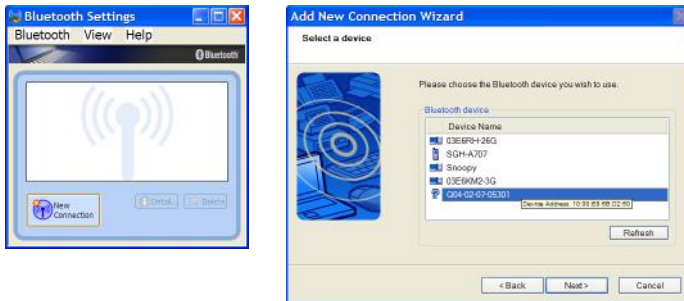 Bluetooth Settings
Bluetooth View Help
Bluetooth
New
Connection
Detail...
Delete
Add New Connection Wizard
Select a device
Please choose the Bluetooth device you wish to use.
Bluetooth device
Device Name
03E6RH-26G
SGH-A707
Snoopy
03E6KM2-3G
Q04-02-07-05301
Device Address:
Refresh
< Back
Next >
Cancel